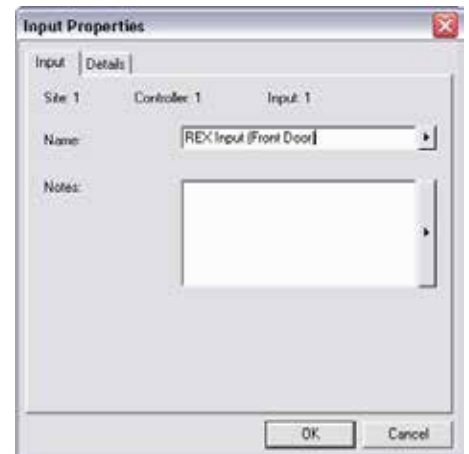 Input Properties
Input Details
Site: 1 Controller: 1 Input: 1
Name: REX Input (Front Door)
Notes:
OK Cancel